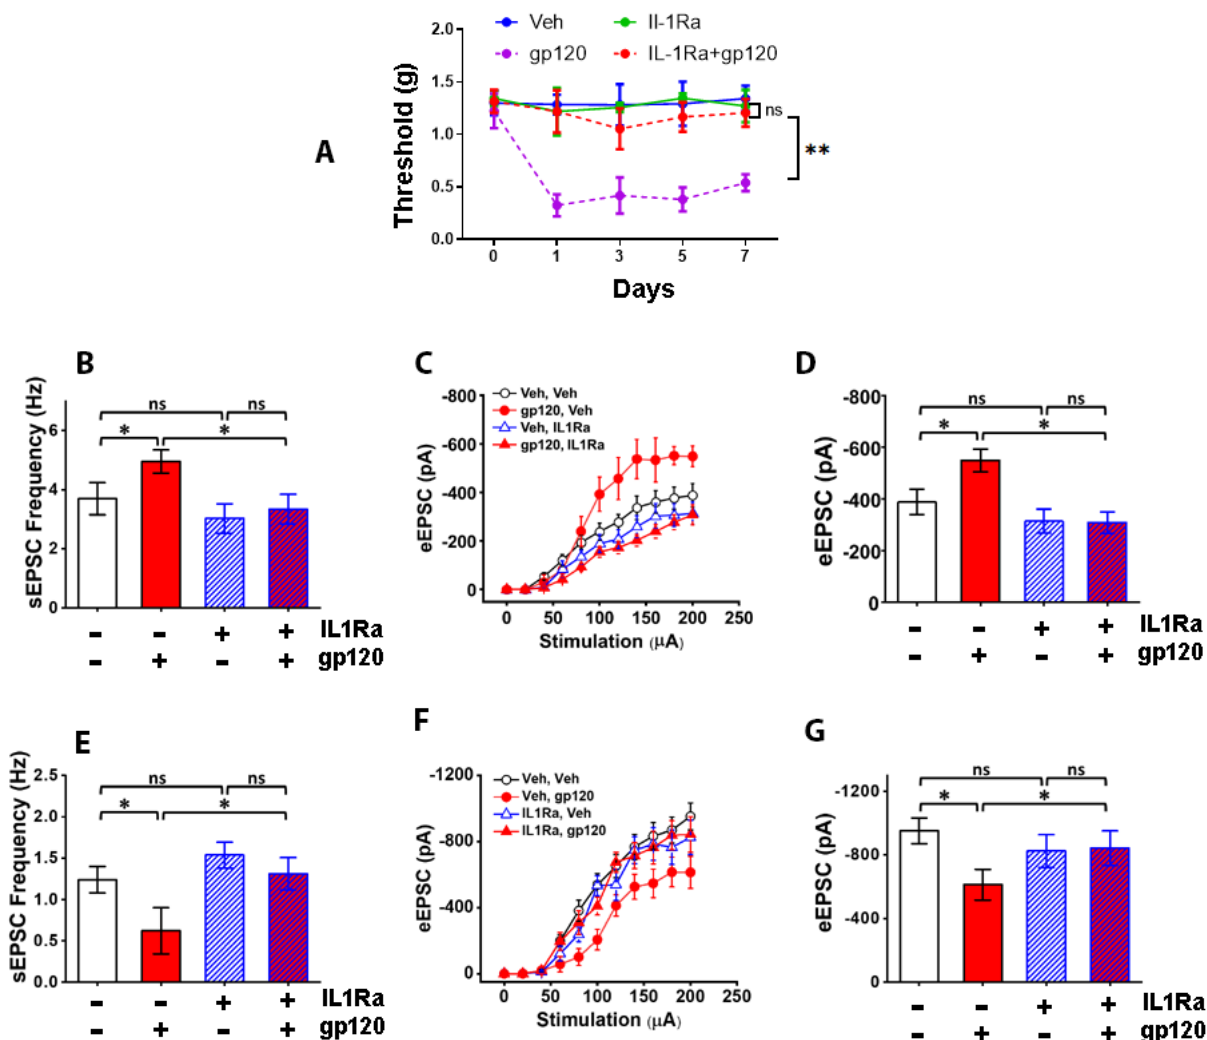 Veh Il-1Ra
gp120 IL-1Ra+gp120
A
Threshold (g)
2.0
1.5
1.0
0.5
0.0
ns
**
0 1 3 5 7
Days
B
sEPSC Frequency (Hz)
6
4
2
0
ns ns
* *
- - + + IL1Ra
- + - + gp120
C
eEPSC (pA)
-800
-600
-400
-200
0
Veh, Veh
gp120, Veh
Veh, IL1Ra
gp120, IL1Ra
0 50 100 150 200 250
Stimulation (µA)
D
eEPSC (pA)
-800
-600
-400
-200
0
ns ns
* *
- - + + IL1Ra
- + - + gp120
E
sEPSC Frequency (Hz)
2.5
2.0
1.5
1.0
0.5
0.0
ns ns
* *
- - + + IL1Ra
- + - + gp120
F
eEPSC (pA)
-1200
-800
-400
0
Veh, Veh
Veh, gp120
IL1Ra, Veh
IL1Ra, gp120
0 50 100 150 200 250
Stimulation (µA)
G
eEPSC (pA)
-1200
-800
-400
0
ns ns
* *
- - + + IL1Ra
- + - + gp120